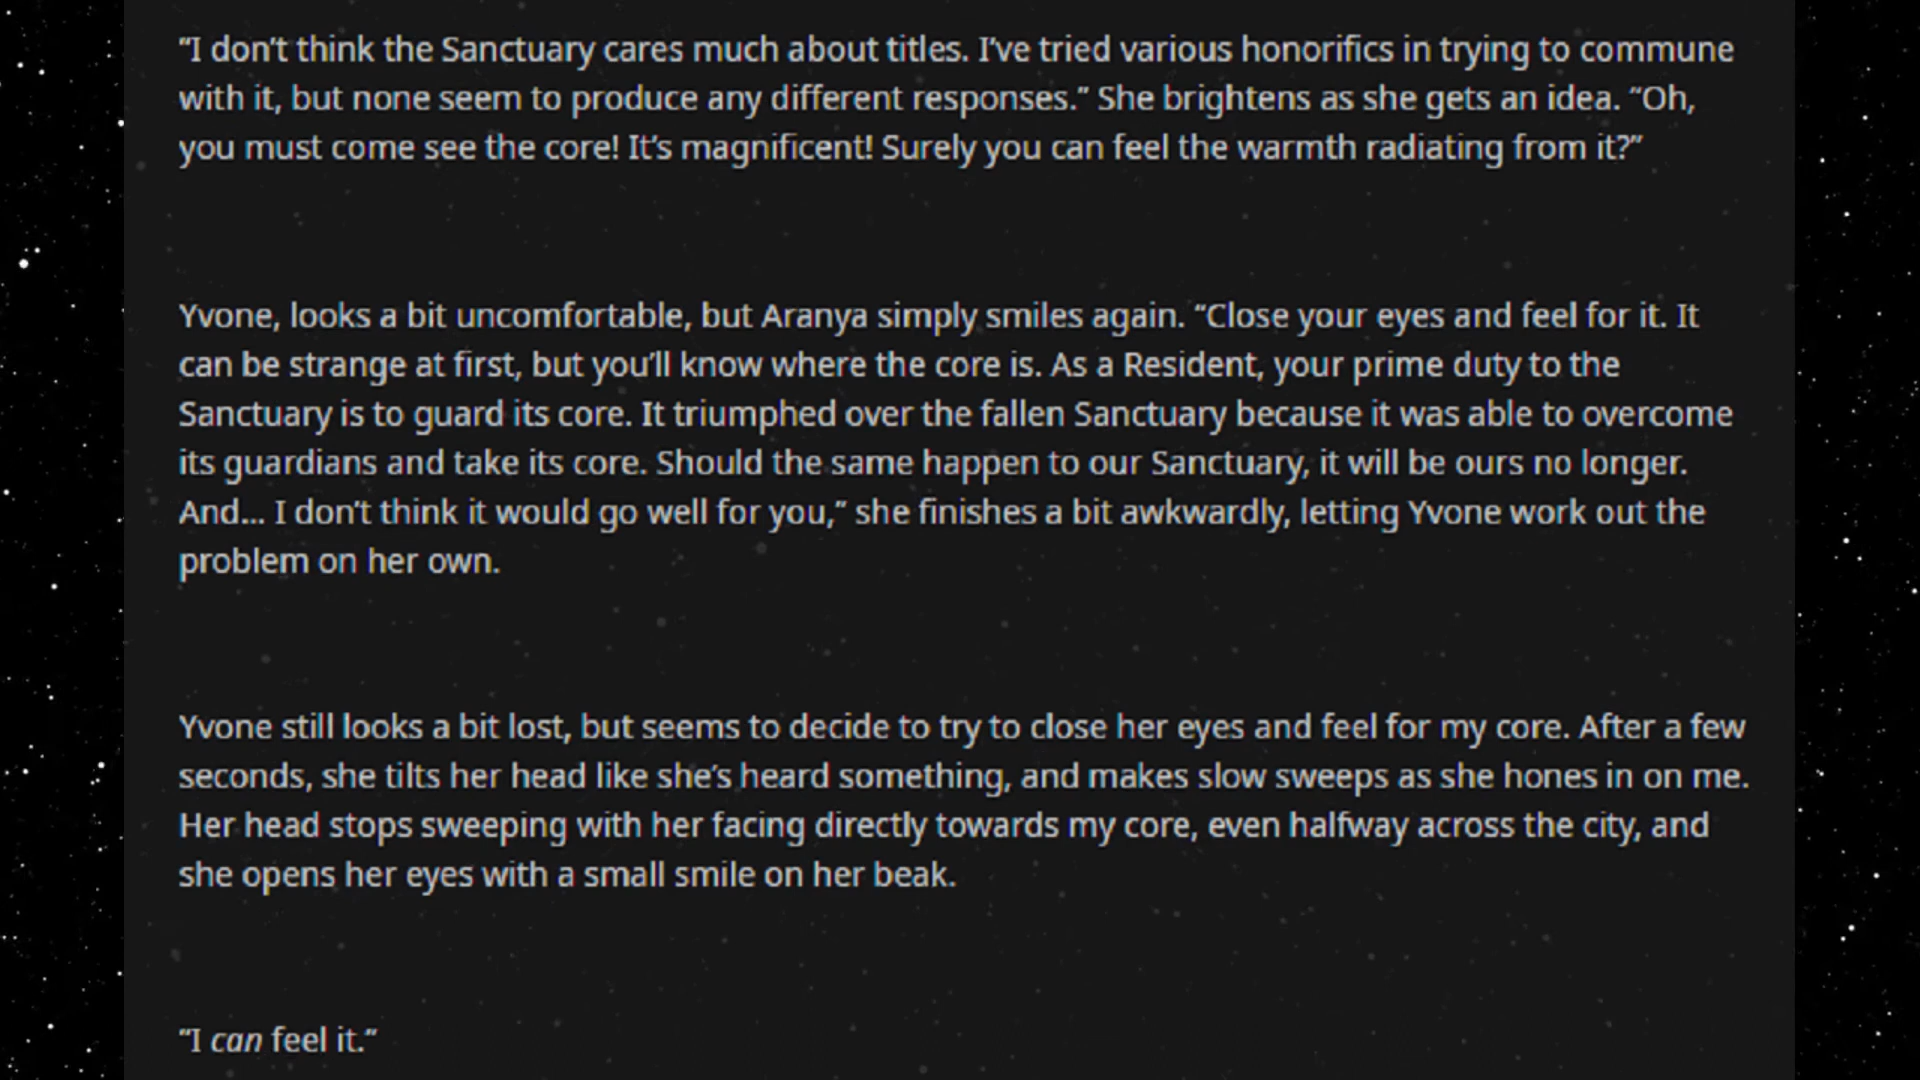 “I don’t think the Sanctuary cares much about titles. I’ve tried various honorifics in trying to commune
with it, but none seem to produce any different responses.” She brightens as she gets an idea. “Oh,
you must come see the core! It’s magnificent! Surely you can feel the warmth radiating from it?”
Yvone, looks a bit uncomfortable, but Aranya simply smiles again. “Close your eyes and feel for it. It
can be strange at first, but you’ll know where the core is. As a Resident, your prime duty to the
Sanctuary is to guard its core. It triumphed over the fallen Sanctuary because it was able to overcome
its guardians and take its core. Should the same happen to our Sanctuary, it will be ours no longer.
And... I don’t think it would go well for you,” she finishes a bit awkwardly, letting Yvone work out the
problem on her own.
Yvone still looks a bit lost, but seems to decide to try to close her eyes and feel for my core. After a few
seconds, she tilts her head like she’s heard something, and makes slow sweeps as she hones in on me.
Her head stops sweeping with her facing directly towards my core, even halfway across the city, and
she opens her eyes with a small smile on her beak.
“I can feel it.”